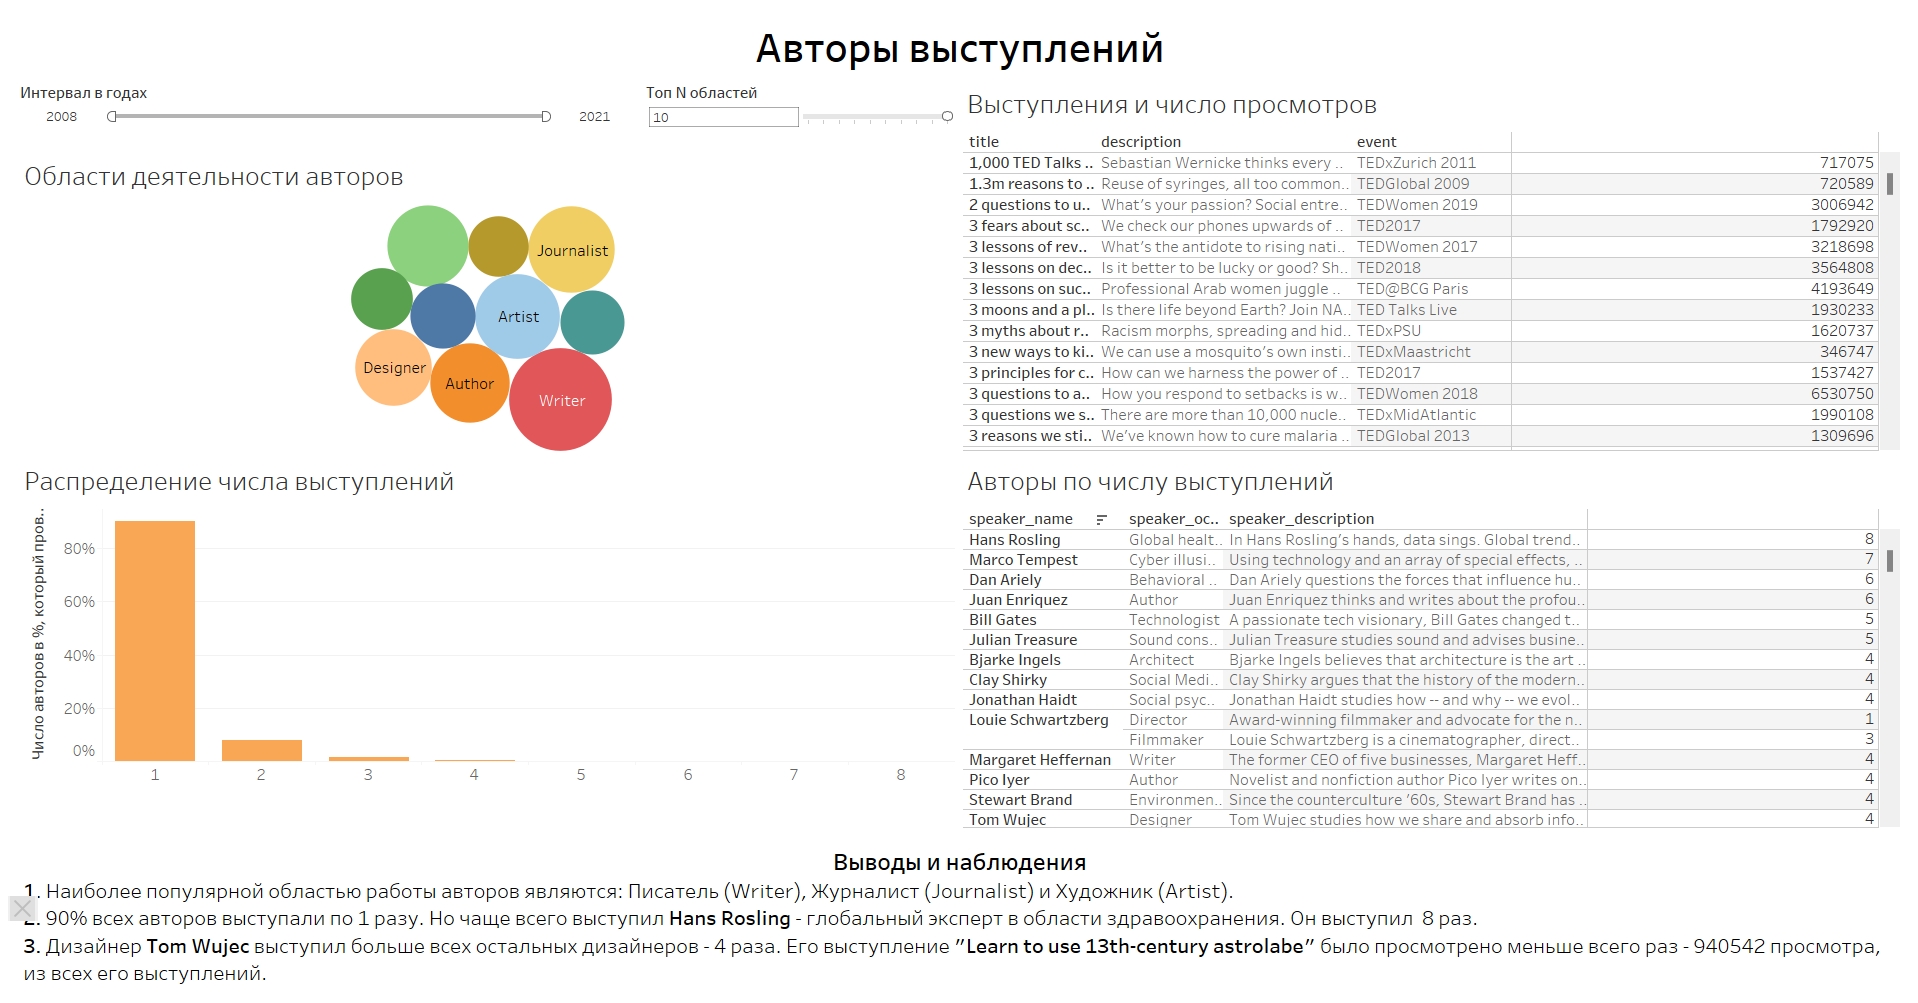 Авторы выступлений
Интервал в годах
2008 2021
Топ N областей
10
Области деятельности авторов
Journalist
Artist
Designer
Author
Writer
Выступления и число просмотров
title description event
1,000 TED Talks .. Sebastian Wernicke thinks every .. TEDxZurich 2011 717075
1.3m reasons to .. Reuse of syringes, all too common.. TEDGlobal 2009 720589
2 questions to u.. What’s your passion? Social entre.. TEDWomen 2019 3006942
3 fears about sc.. We check our phones upwards of .. TED2017 1792920
3 lessons of rev.. What’s the antidote to rising nati.. TEDWomen 2017 3218698
3 lessons on dec.. Is it better to be lucky or good? Sh.. TED2018 3564808
3 lessons on suc.. Professional Arab women juggle .. TED@BCG Paris 4193649
3 moons and a pl.. Is there life beyond Earth? Join NA.. TED Talks Live 1930233
3 myths about r.. Racism morphs, spreading and hid.. TEDxPSU 1620737
3 new ways to ki.. We can use a mosquito’s own insti.. TEDxMaastricht 346747
3 principles for c.. How can we harness the power of .. TED2017 1537427
3 questions to a.. How you respond to setbacks is w.. TEDWomen 2018 6530750
3 questions we s.. There are more than 10,000 nucle.. TEDxMidAtlantic 1990108
3 reasons we sti.. We’ve known how to cure malaria .. TEDGlobal 2013 1309696
Распределение числа выступлений
Число авторов в %, который пров..
80%
60%
40%
20%
0%
1 2 3 4 5 6 7 8
Авторы по числу выступлений
speaker_name speaker_oc.. speaker_description
Hans Rosling Global healt.. In Hans Rosling’s hands, data sings. Global trend.. 8
Marco Tempest Cyber illusi.. Using technology and an array of special effects, .. 7
Dan Ariely Behavioral .. Dan Ariely questions the forces that influence hu.. 6
Juan Enriquez Author Juan Enriquez thinks and writes about the profou.. 6
Bill Gates Technologist A passionate tech visionary, Bill Gates changed t.. 5
Julian Treasure Sound cons.. Julian Treasure studies sound and advises busine.. 5
Bjarke Ingels Architect Bjarke Ingels believes that architecture is the art .. 4
Clay Shirky Social Medi.. Clay Shirky argues that the history of the modern.. 4
Jonathan Haidt Social psyc.. Jonathan Haidt studies how -- and why -- we evol.. 4
Louie Schwartzberg Director Award-winning filmmaker and advocate for the n.. 1
Filmmaker Louie Schwartzberg is a cinematographer, direct.. 3
Margaret Heffernan Writer The former CEO of five businesses, Margaret Heff.. 4
Pico Iyer Author Novelist and nonfiction author Pico Iyer writes on.. 4
Stewart Brand Environmen.. Since the counterculture ’60s, Stewart Brand has .. 4
Tom Wujec Designer Tom Wujec studies how we share and absorb info.. 4
Выводы и наблюдения
1. Наиболее популярной областью работы авторов являются: Писатель (Writer), Журналист (Journalist) и Художник (Artist).
2. 90% всех авторов выступали по 1 разу. Но чаще всего выступил Hans Rosling - глобальный эксперт в области здравоохранения. Он выступил 8 раз.
3. Дизайнер Tom Wujec выступил больше всех остальных дизайнеров - 4 раза. Его выступление "Learn to use 13th-century astrolabe" было просмотрено меньше всего раз - 940542 просмотра,
из всех его выступлений.